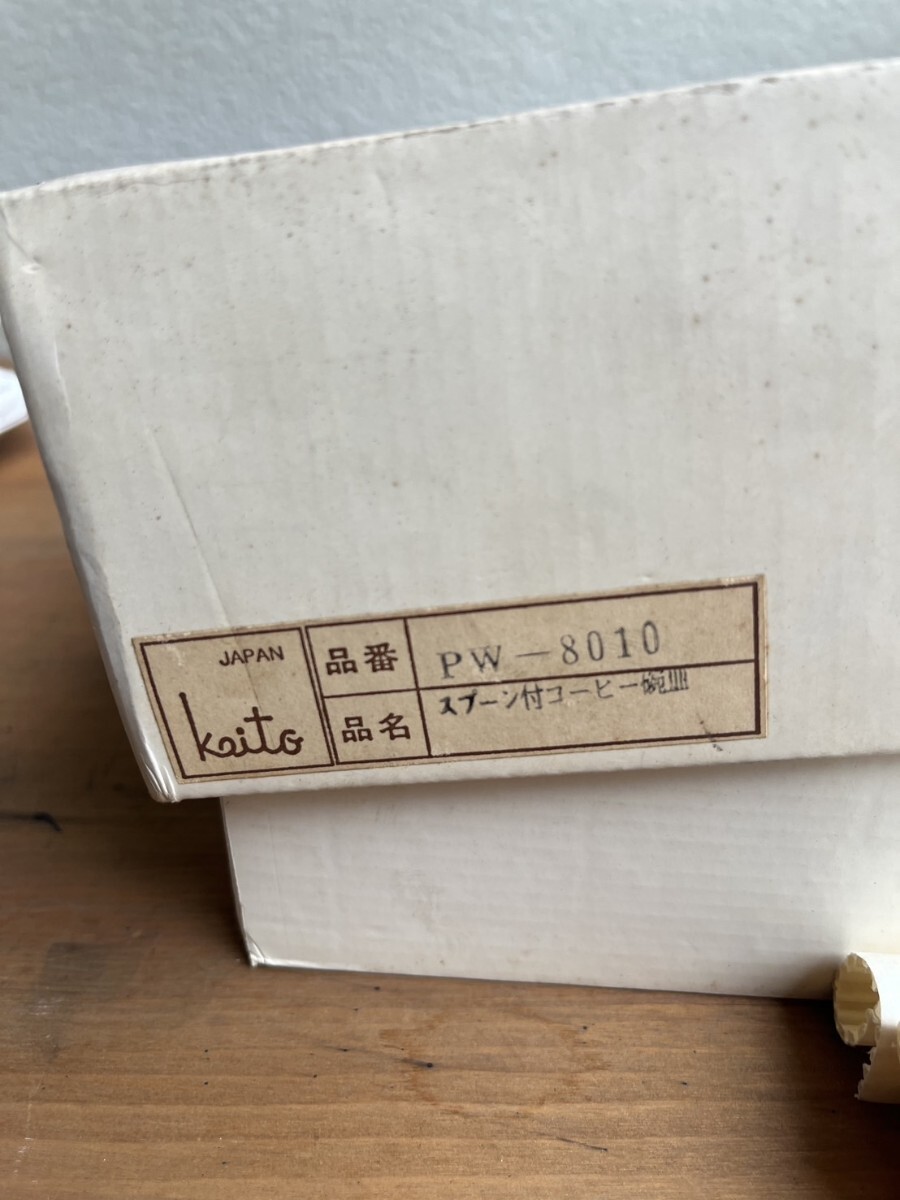 JAPAN
Kaito
品番
PW-8010
品名
スプーン付コーヒー碗皿